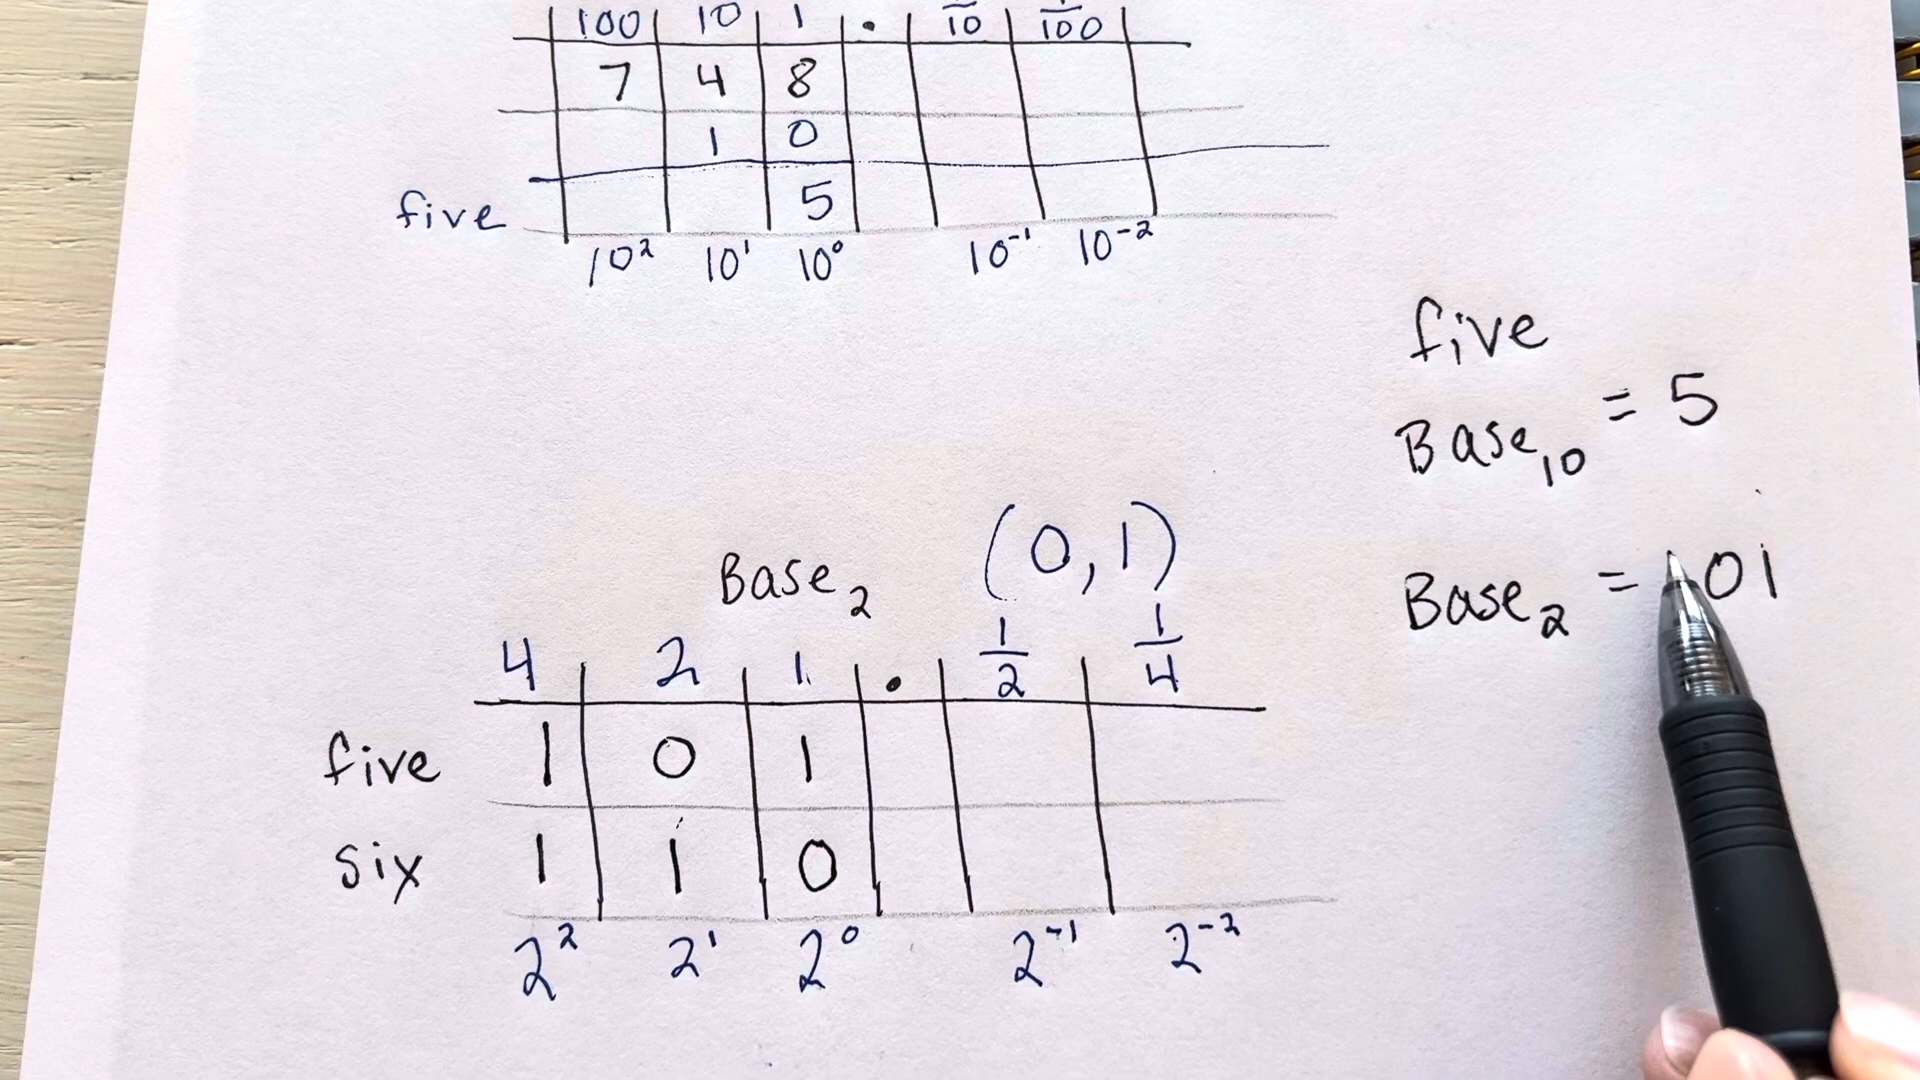 100 10 1 . 1/10 1/100
7 4 8
1 0
five 5
10² 10¹ 10⁰ 10⁻¹ 10⁻²
five
Base₁₀ = 5
Base₂ = 01
Base₂ (0,1)
4 2 1 . 1/2 1/4
five 1 0 1
six 1 1 0
2² 2¹ 2⁰ 2⁻¹ 2⁻²